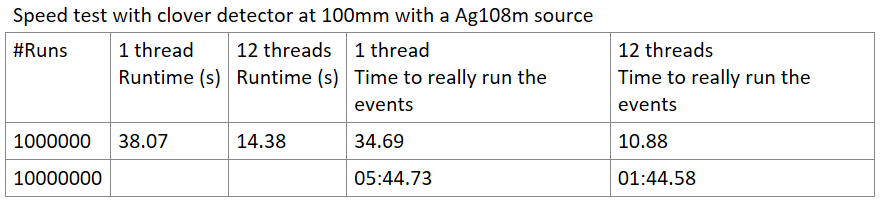 Speed test with clover detector at 100mm with a Ag108m source
#Runs 1 thread 12 threads 1 thread 12 threads
Runtime (s) Runtime (s) Time to really run the Time to really run the
events events
1000000 38.07 14.38 34.69 10.88
10000000 05:44.73 01:44.58